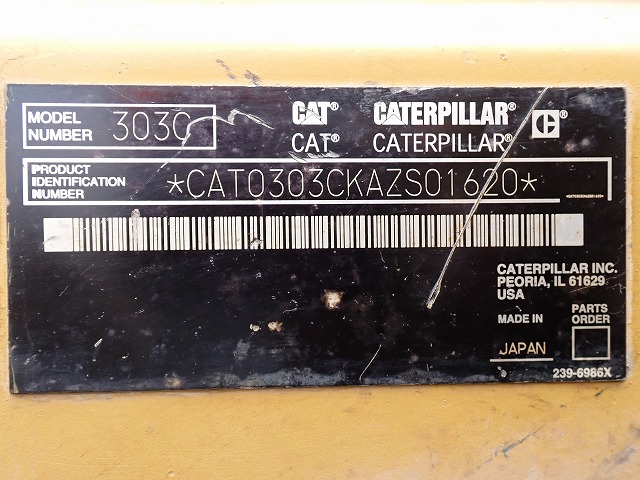 MODEL NUMBER 303C
CAT® CATERPILLAR® C®
CAT® CATERPILLAR®
PRODUCT IDENTIFICATION NUMBER *CAT0303CKAZS01620*
*CAT0303CKAZS01620*
CATERPILLAR INC.
PEORIA, IL 61629
USA
MADE IN
JAPAN
PARTS ORDER
239-6986X